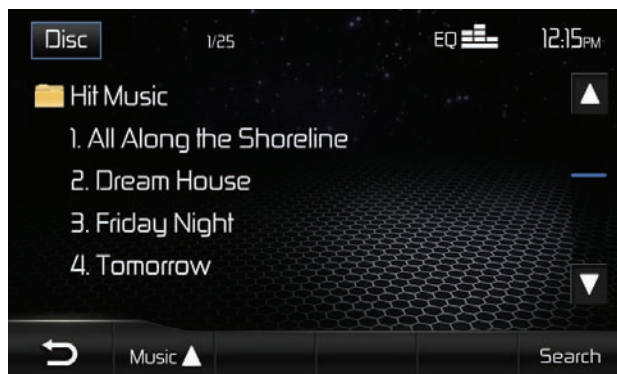 Disc 1/25 EQ 12:15PM
Hit Music
1. All Along the Shoreline
2. Dream House
3. Friday Night
4. Tomorrow
Music Search